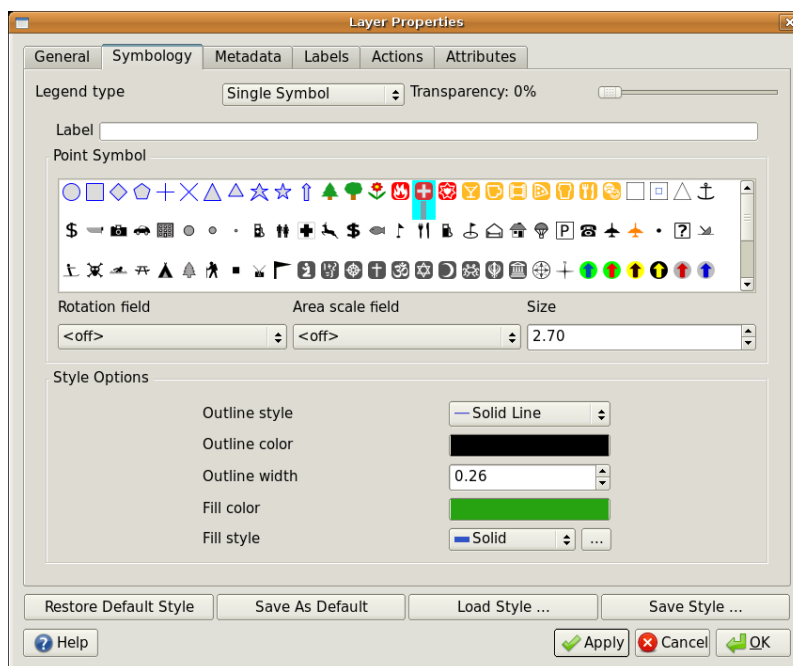 Layer Properties
General Symbology Metadata Labels Actions Attributes
Legend type Single Symbol Transparency: 0%
Label
Point Symbol
Rotation field Area scale field Size
<off> <off> 2.70
Style Options
Outline style Solid Line
Outline color
Outline width 0.26
Fill color
Fill style Solid ...
Restore Default Style Save As Default Load Style ... Save Style ...
Help Apply Cancel OK